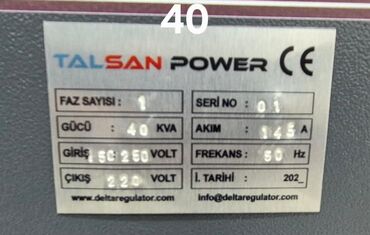 40
TALSAN POWER CE
FAZ SAYISI : 1 SERİ NO : 01
GÜCÜ : 40 KVA AKIM : 145 A
GİRİŞ 150 250 VOLT FREKANS : 50 Hz
ÇIKIŞ : 220 VOLT İ. TARİHİ : 202_
www.deltaregulator.com info@deltaregulator.com